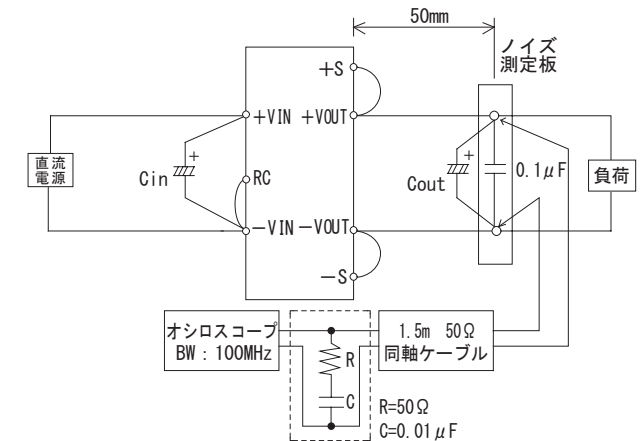 50mm
ノイズ
測定板
+S
+VIN
+VOUT
直流
電源
Cin
+
RC
Cout
+
0.1μF
負荷
-VIN
-VOUT
-S
オシロスコープ
BW : 100MHz
R
C
1.5m 50Ω
同軸ケーブル
R=50Ω
C=0.01μF